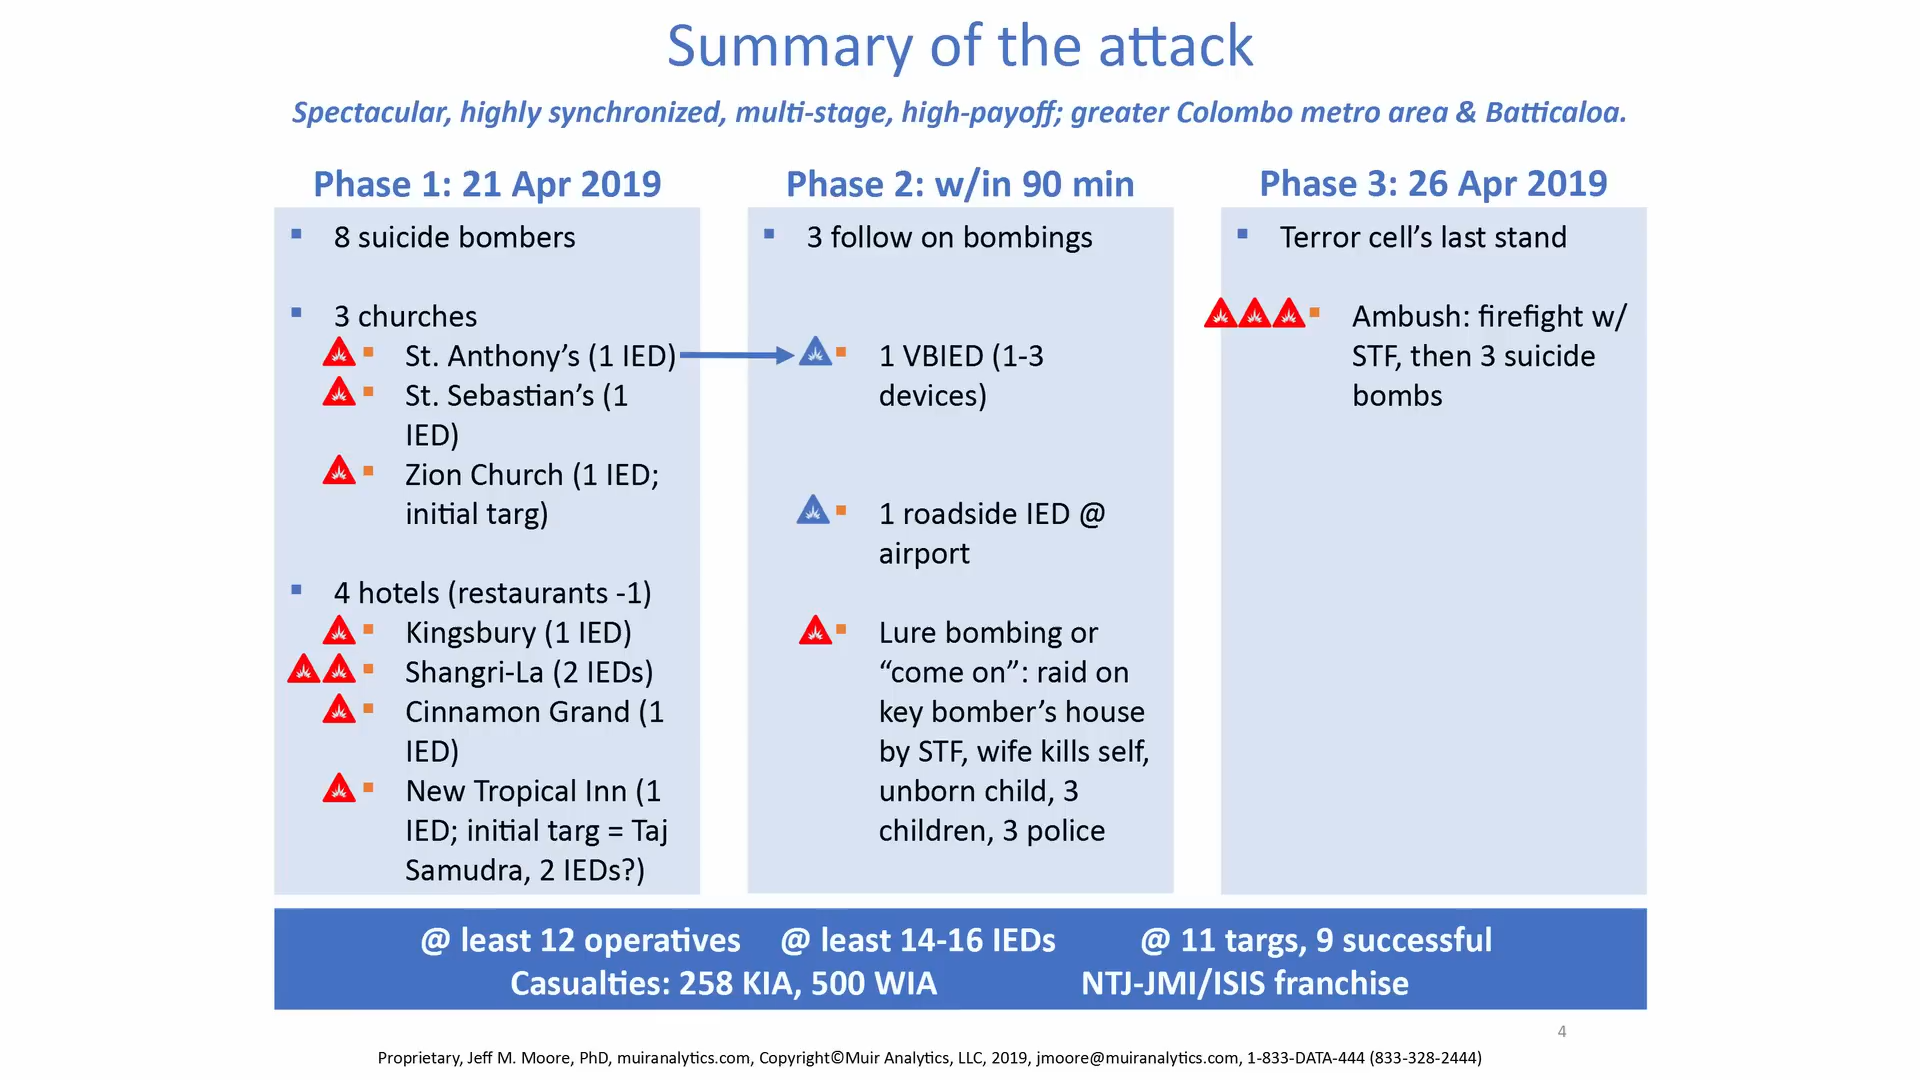 Summary of the attack
Spectacular, highly synchronized, multi-stage, high-payoff; greater Colombo metro area & Batticaloa.
Phase 1: 21 Apr 2019
8 suicide bombers
3 churches
St. Anthony’s (1 IED)
St. Sebastian’s (1
IED)
Zion Church (1 IED;
initial targ)
4 hotels (restaurants -1)
Kingsbury (1 IED)
Shangri-La (2 IEDs)
Cinnamon Grand (1
IED)
New Tropical Inn (1
IED; initial targ = Taj
Samudra, 2 IEDs?)
Phase 2: w/in 90 min
3 follow on bombings
1 VBIED (1-3
devices)
1 roadside IED @
airport
Lure bombing or
“come on”: raid on
key bomber’s house
by STF, wife kills self,
unborn child, 3
children, 3 police
Phase 3: 26 Apr 2019
Terror cell’s last stand
Ambush: firefight w/
STF, then 3 suicide
bombs
@ least 12 operatives @ least 14-16 IEDs @ 11 targs, 9 successful
Casualties: 258 KIA, 500 WIA NTJ-JMI/ISIS franchise
4
Proprietary, Jeff M. Moore, PhD, muiranalytics.com, Copyright©Muir Analytics, LLC, 2019, jmoore@muiranalytics.com, 1-833-DATA-444 (833-328-2444)